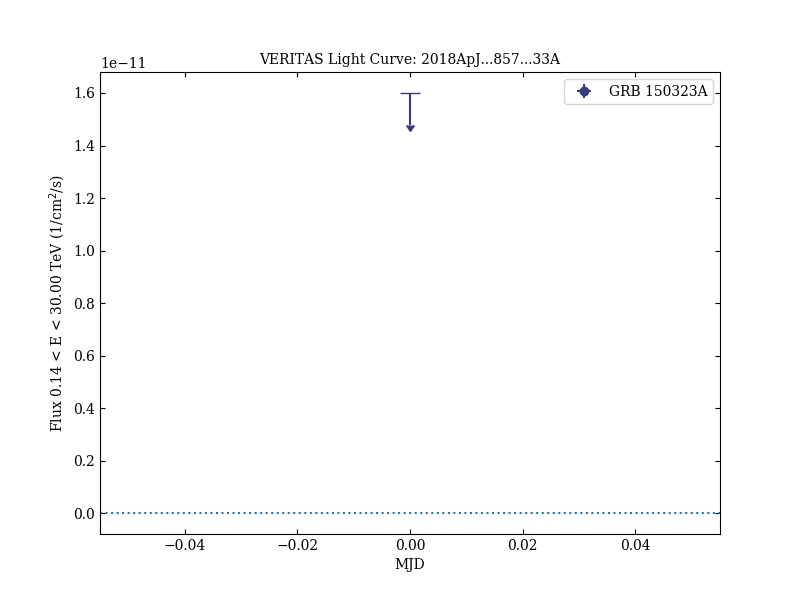 VERITAS Light Curve: 2018ApJ...857...33A
1e−11
GRB 150323A
1.6
1.4
1.2
1.0
0.8
0.6
0.4
0.2
0.0
Flux 0.14 < E < 30.00 TeV (1/cm²/s)
−0.04 −0.02 0.00 0.02 0.04
MJD